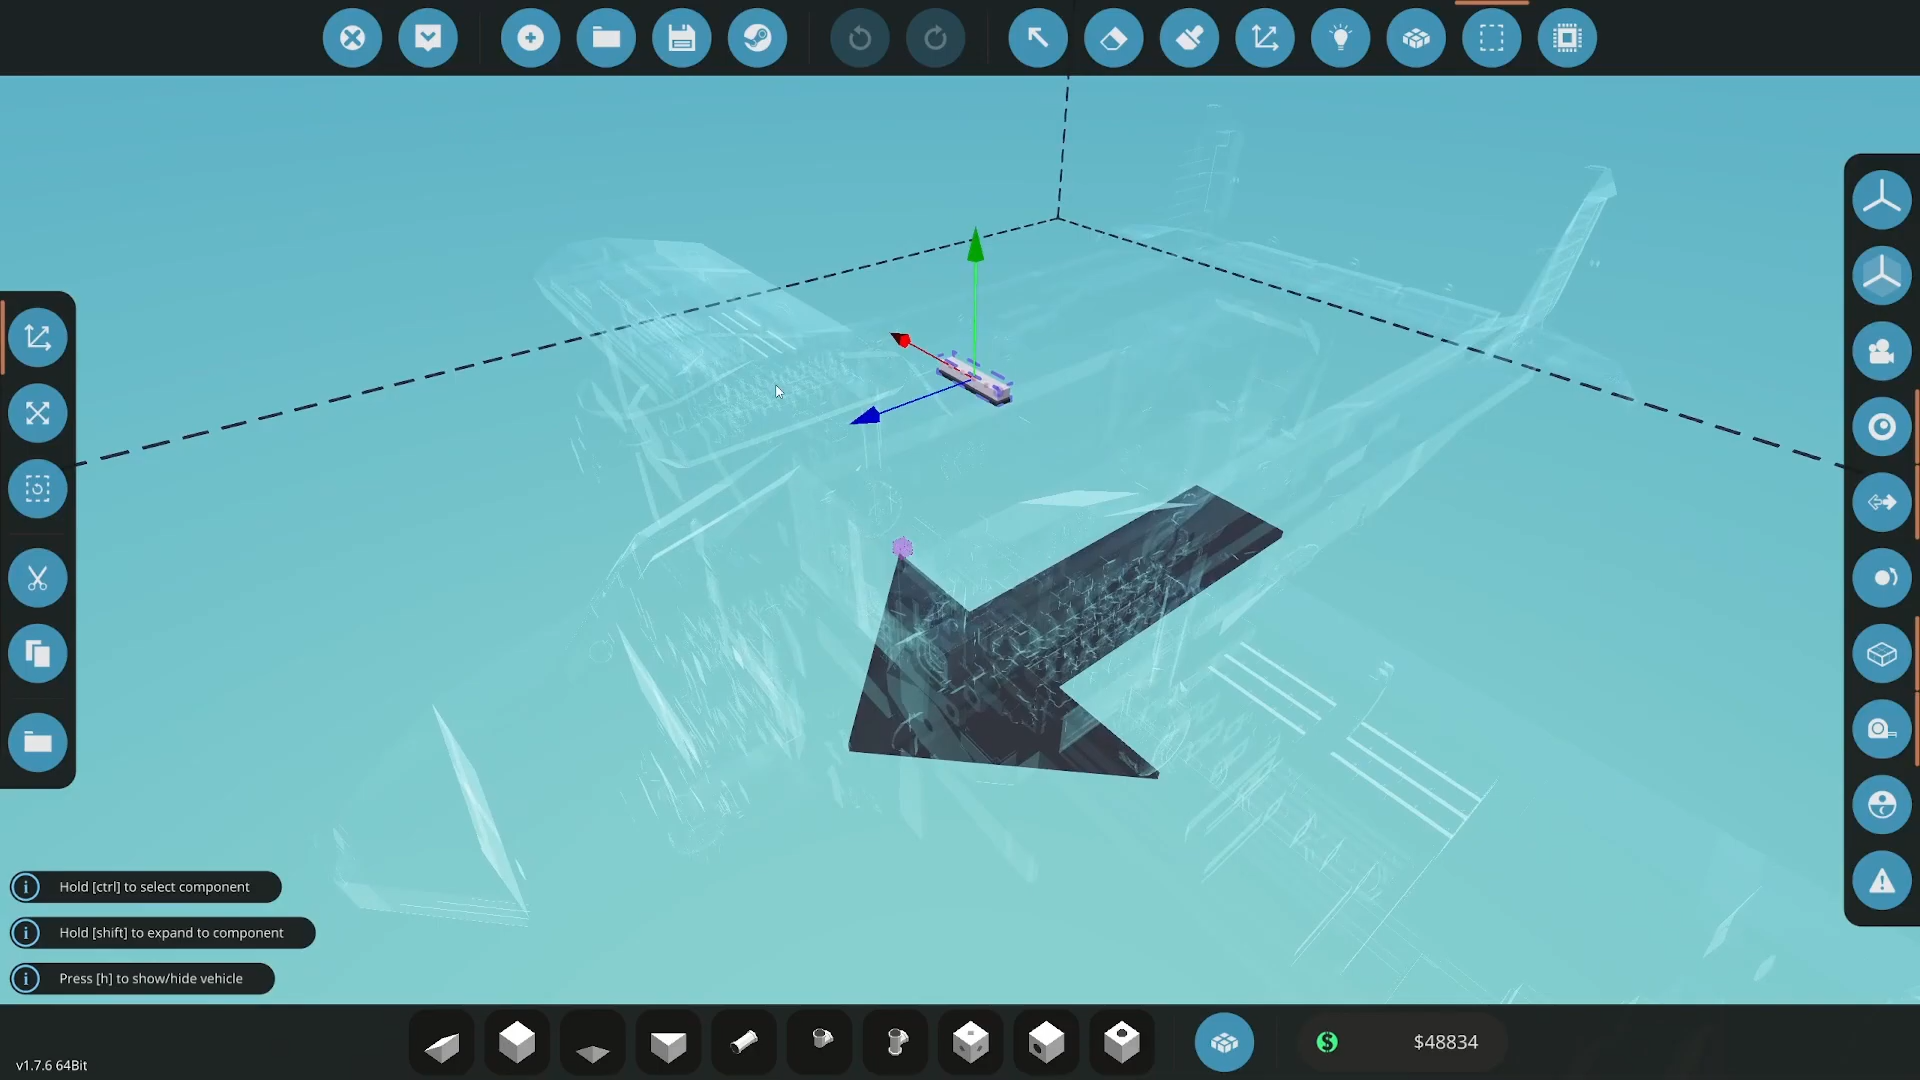 Hold [ctrl] to select component
Hold [shift] to expand to component
Press [h] to show/hide vehicle
v1.7.6 64Bit
$48834